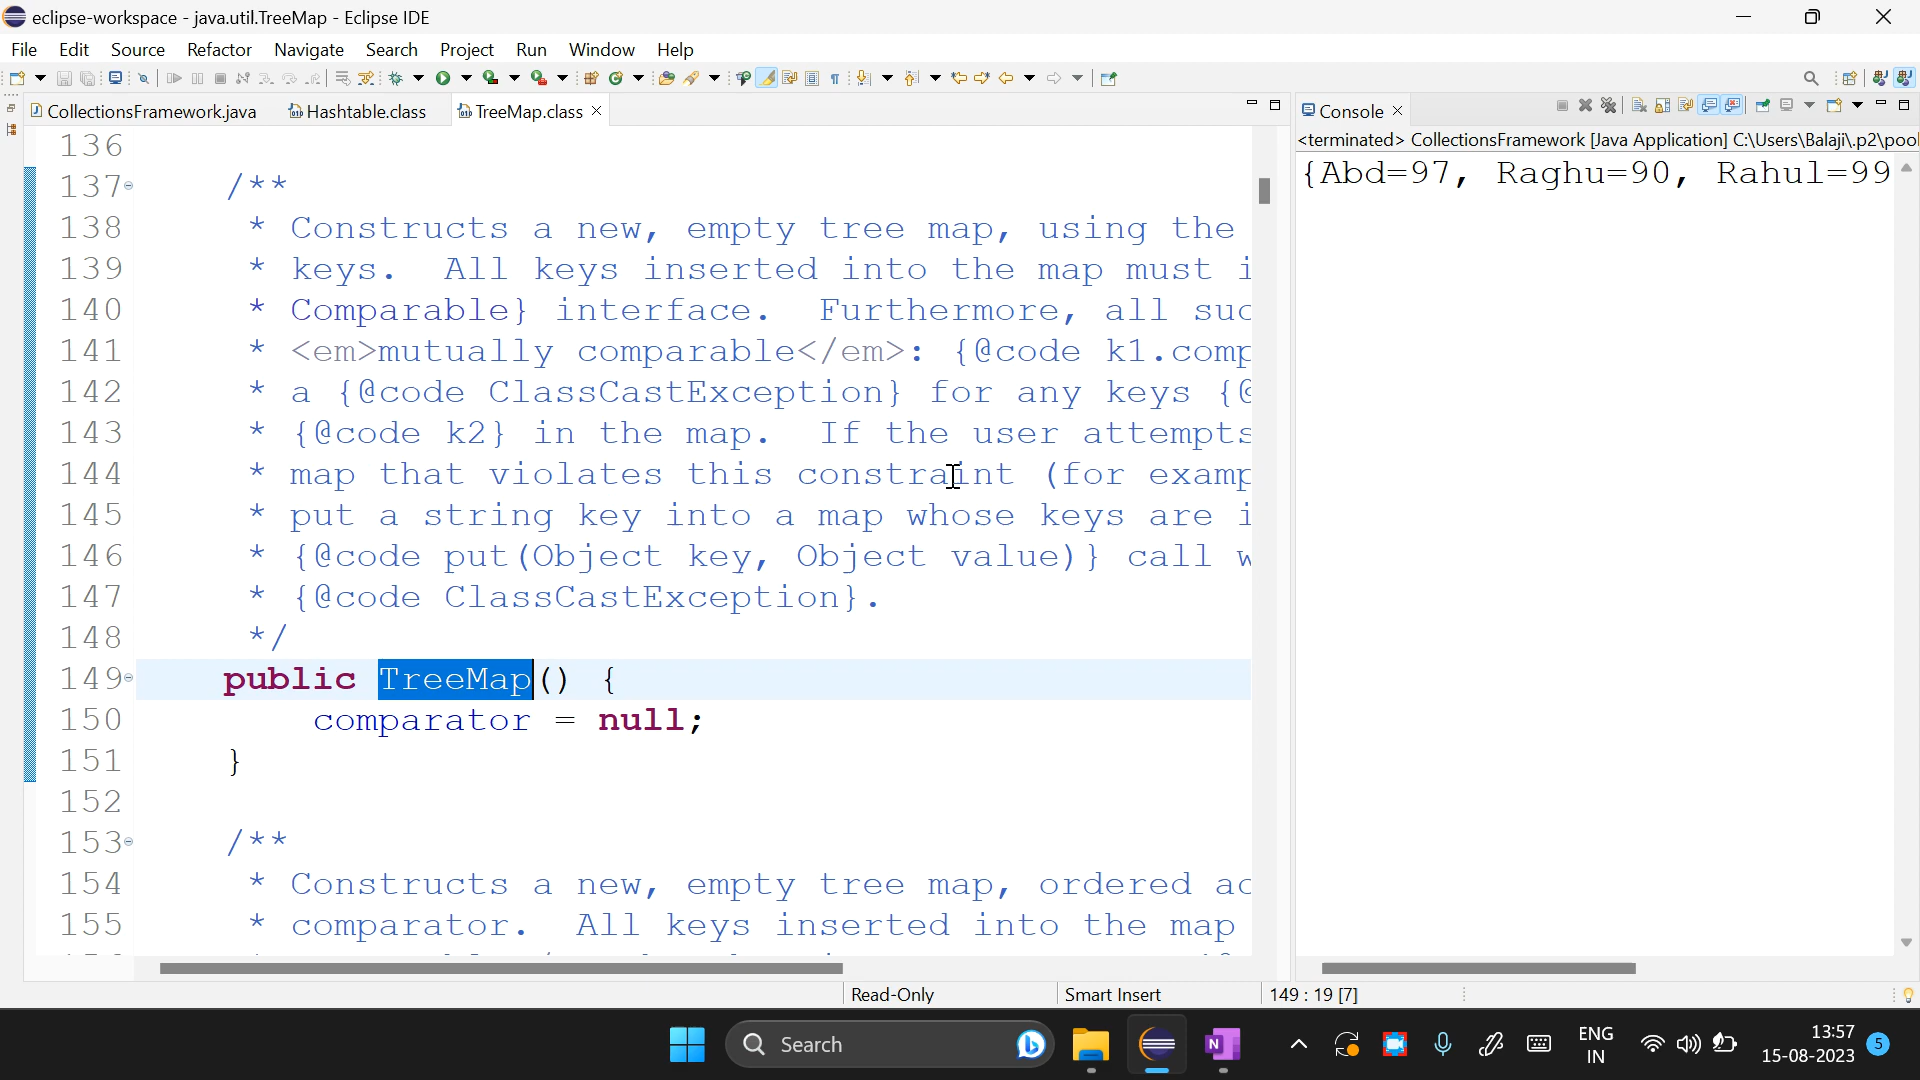 eclipse-workspace - java.util.TreeMap - Eclipse IDE
File Edit Source Refactor Navigate Search Project Run Window Help
CollectionsFramework.java Hashtable.class TreeMap.class
136
137 /**
138 * Constructs a new, empty tree map, using the
139 * keys. All keys inserted into the map must i
140 * Comparable} interface. Furthermore, all suc
141 * <em>mutually comparable</em>: {@code k1.comp
142 * a {@code ClassCastException} for any keys {@
143 * {@code k2} in the map. If the user attempts
144 * map that violates this constraint (for examp
145 * put a string key into a map whose keys are i
146 * {@code put(Object key, Object value)} call w
147 * {@code ClassCastException}.
148 */
149 public TreeMap() {
150 comparator = null;
151 }
152
153 /**
154 * Constructs a new, empty tree map, ordered ac
155 * comparator. All keys inserted into the map
Console
<terminated> CollectionsFramework [Java Application] C:\Users\Balaji\.p2\pool
{Abd=97, Raghu=90, Rahul=99
Read-Only Smart Insert 149 : 19 [7]
Search
N
ENG
IN
13:57
15-08-2023
5